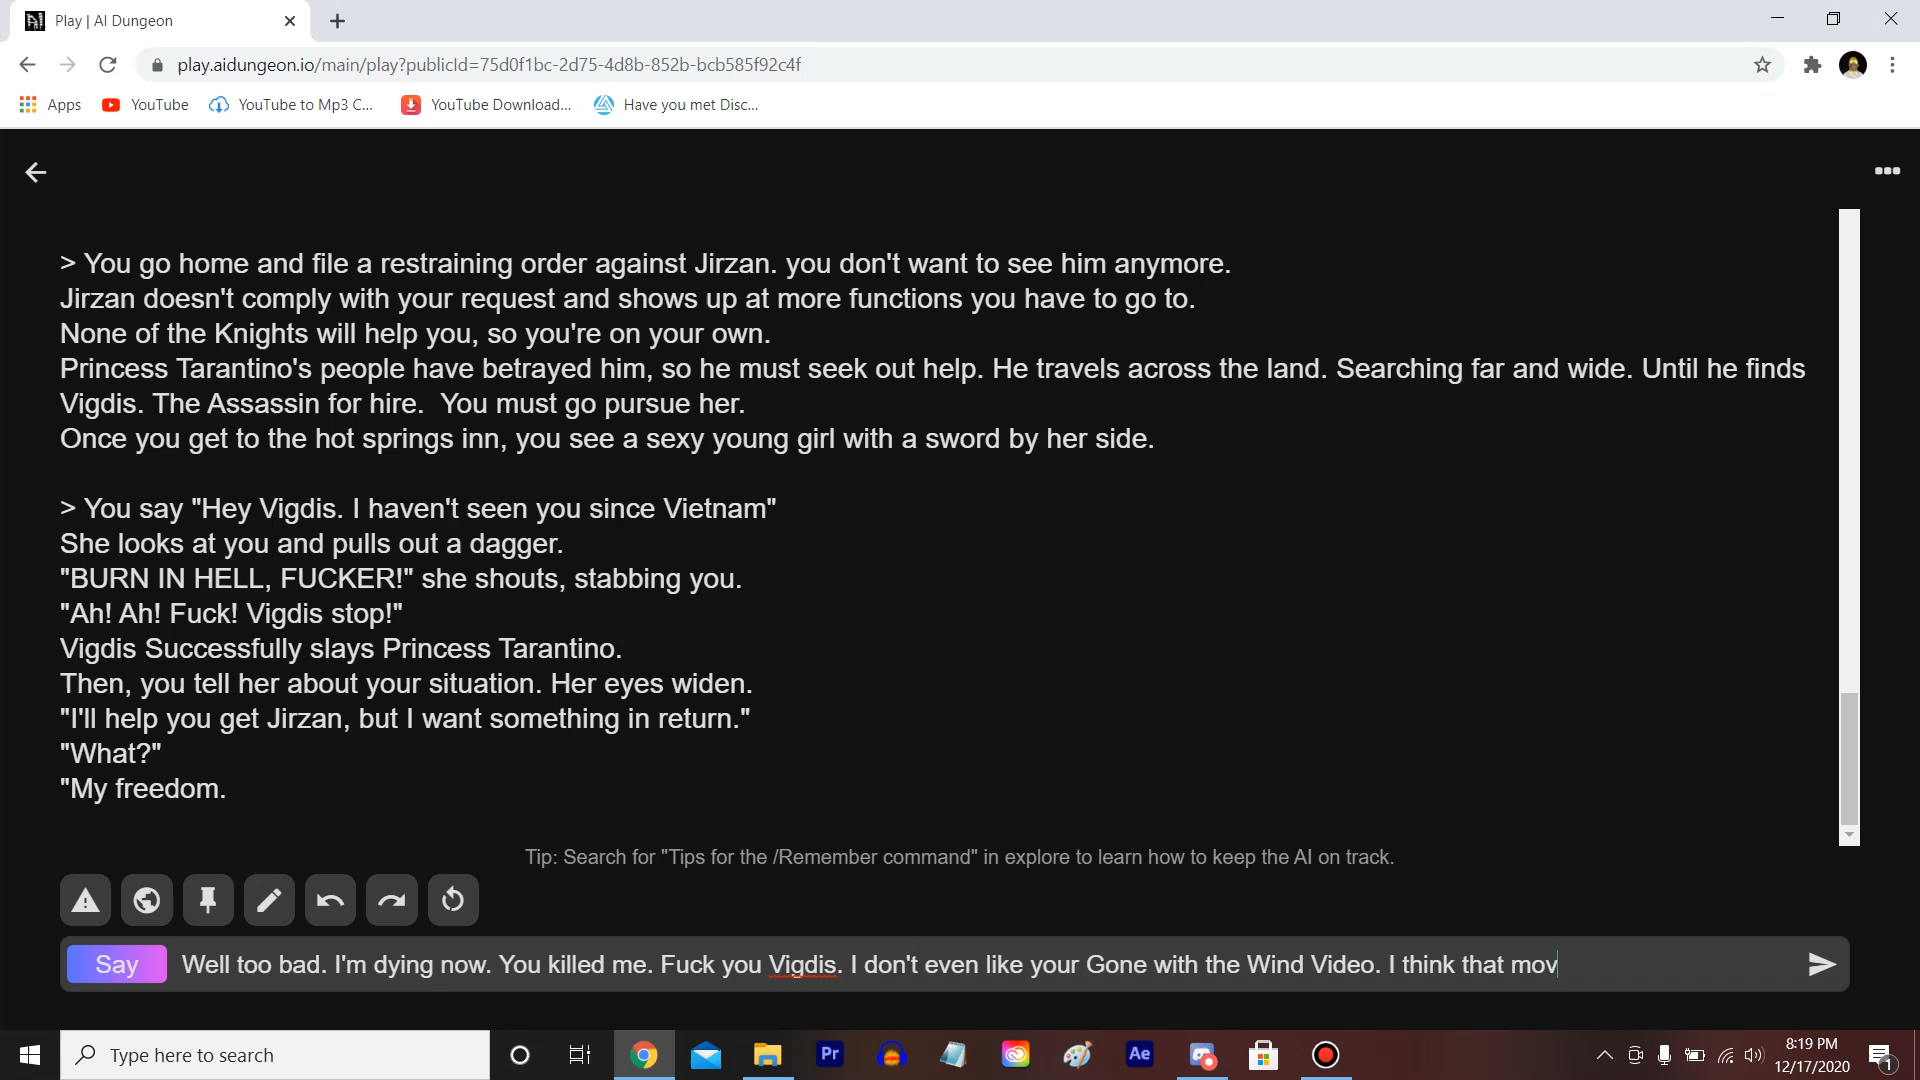 Play | AI Dungeon
play.aidungeon.io/main/play?publicId=75d0f1bc-2d75-4d8b-852b-bcb585f92c4f
Apps YouTube YouTube to Mp3 C... YouTube Download... Have you met Disc...
> You go home and file a restraining order against Jirzan. you don't want to see him anymore.
Jirzan doesn't comply with your request and shows up at more functions you have to go to.
None of the Knights will help you, so you're on your own.
Princess Tarantino's people have betrayed him, so he must seek out help. He travels across the land. Searching far and wide. Until he finds
Vigdis. The Assassin for hire.  You must go pursue her.
Once you get to the hot springs inn, you see a sexy young girl with a sword by her side.
> You say "Hey Vigdis. I haven't seen you since Vietnam"
She looks at you and pulls out a dagger.
"BURN IN HELL, FUCKER!" she shouts, stabbing you.
"Ah! Ah! Fuck! Vigdis stop!"
Vigdis Successfully slays Princess Tarantino.
Then, you tell her about your situation. Her eyes widen.
"I'll help you get Jirzan, but I want something in return."
"What?"
"My freedom.
Tip: Search for "Tips for the /Remember command" in explore to learn how to keep the AI on track.
Say Well too bad. I'm dying now. You killed me. Fuck you Vigdis. I don't even like your Gone with the Wind Video. I think that mov
Type here to search
Pr
Ae
8:19 PM
12/17/2020
1